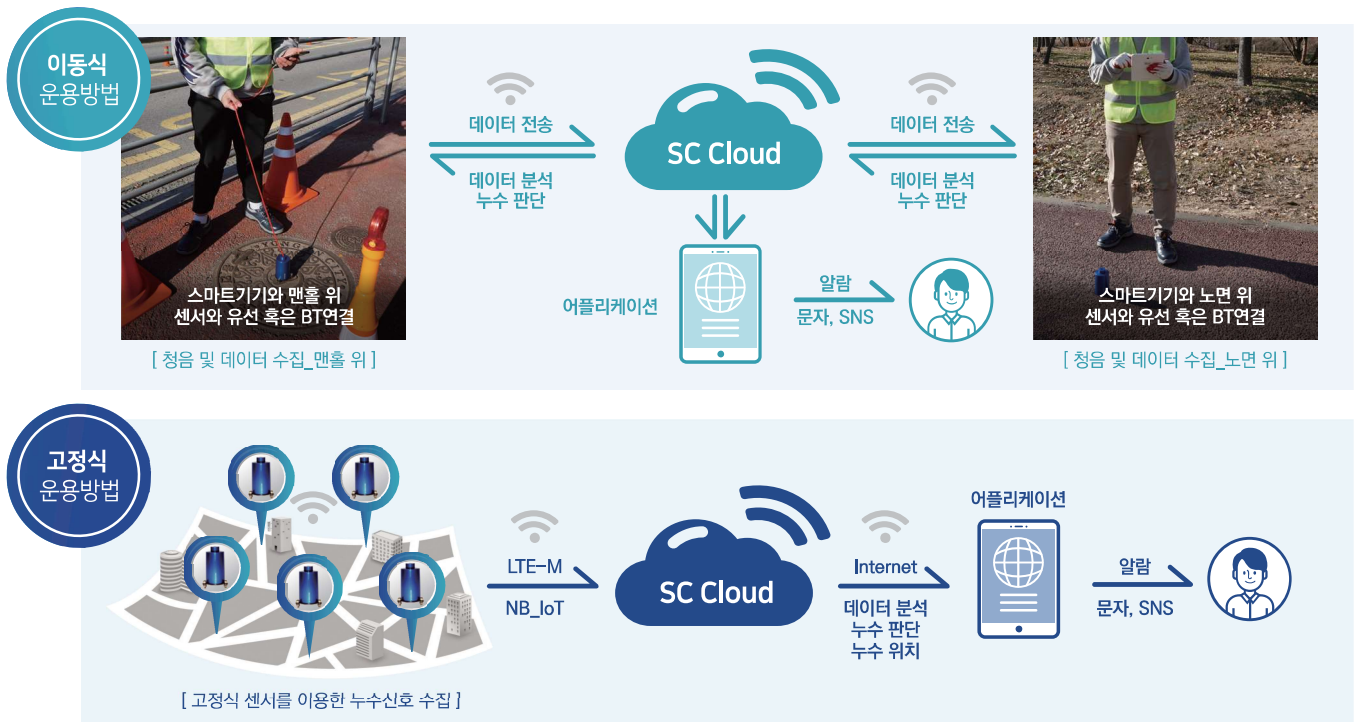 이동식
운용방법
스마트기기와 맨홀 위
센서와 유선 혹은 BT연결
[ 청음 및 데이터 수집_맨홀 위 ]
데이터 전송
데이터 분석
누수 판단
SC Cloud
데이터 전송
데이터 분석
누수 판단
어플리케이션
알람
문자, SNS
스마트기기와 노면 위
센서와 유선 혹은 BT연결
[ 청음 및 데이터 수집_노면 위 ]
고정식
운용방법
[ 고정식 센서를 이용한 누수신호 수집 ]
LTE-M
NB_IoT
SC Cloud
Internet
데이터 분석
누수 판단
누수 위치
어플리케이션
알람
문자, SNS